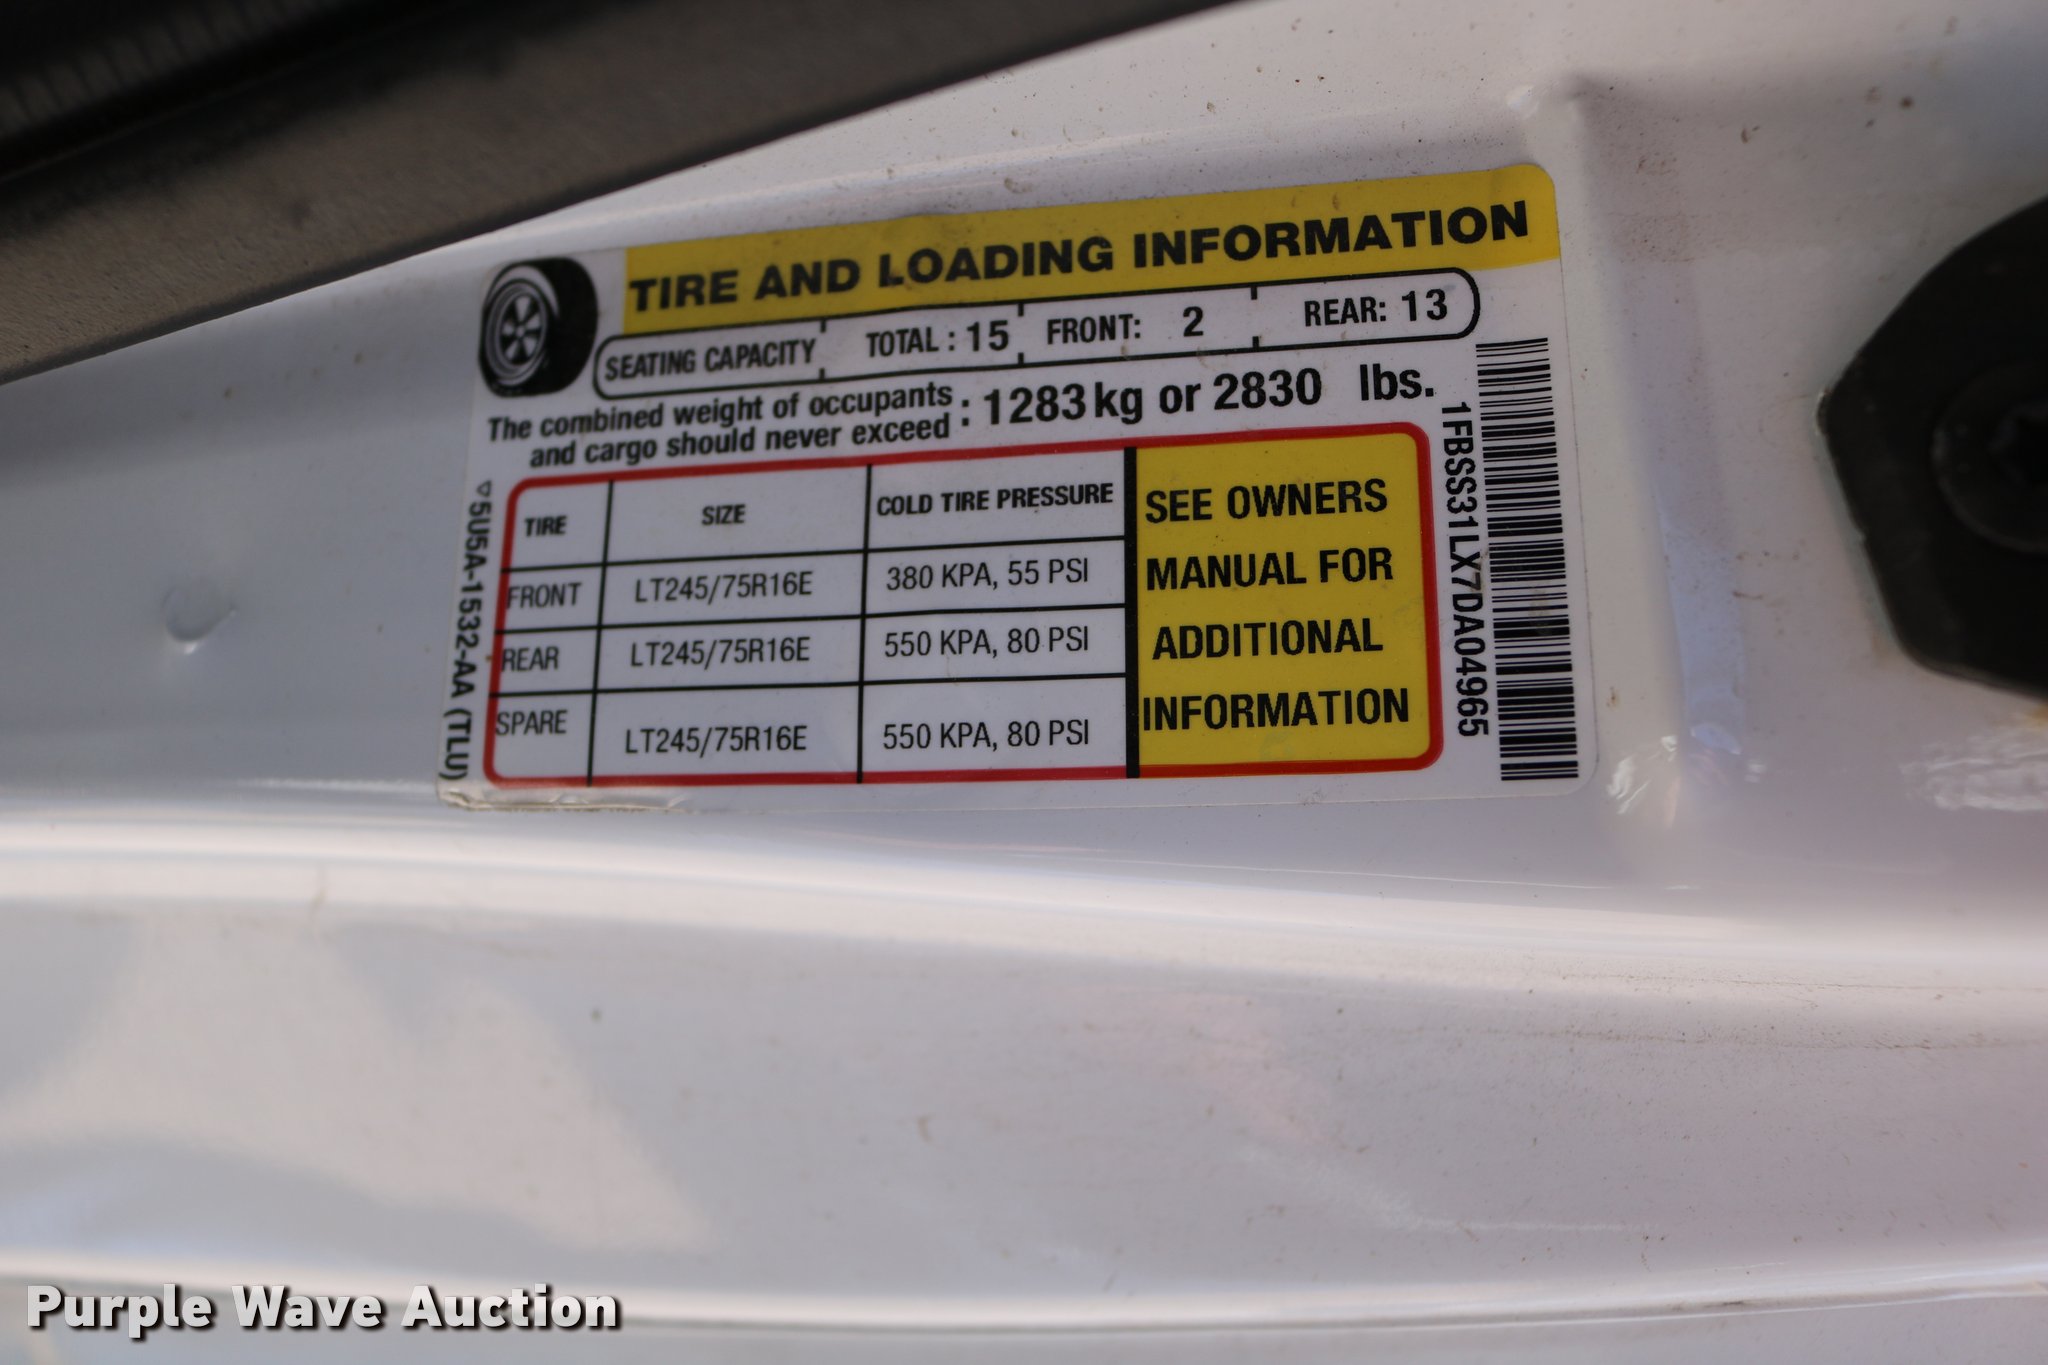 TIRE AND LOADING INFORMATION
SEATING CAPACITY TOTAL : 15 FRONT: 2 REAR: 13
The combined weight of occupants
and cargo should never exceed : 1283 kg or 2830 lbs.
TIRE SIZE COLD TIRE PRESSURE
FRONT LT245/75R16E 380 KPA, 55 PSI
REAR LT245/75R16E 550 KPA, 80 PSI
SPARE LT245/75R16E 550 KPA, 80 PSI
SEE OWNERS
MANUAL FOR
ADDITIONAL
INFORMATION
5U5A-1532-AA (TLU)
1FBSS31LX7DA04965
Purple Wave Auction